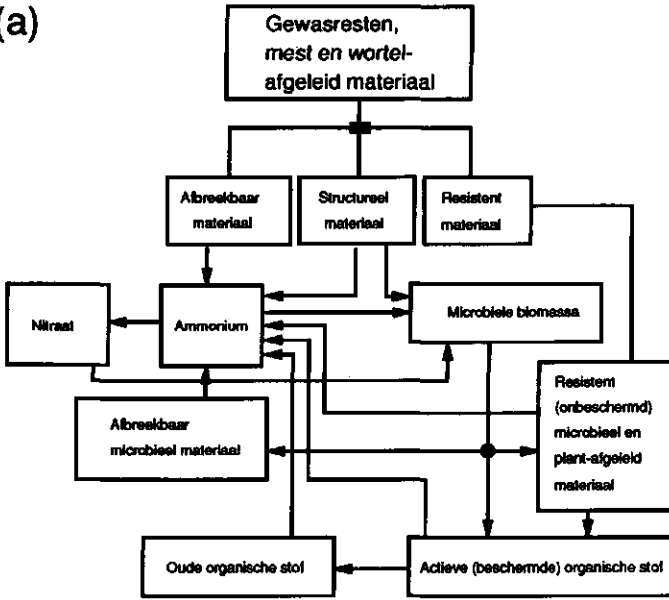 (a)
Gewasresten,
mest en wortel-
afgeleid materiaal
Afbreekbaar
materiaal
Structureel
materiaal
Resistent
materiaal
Nitraat
Ammonium
Microbiele biomassa
Afbreekbaar
microbieel materiaal
Resistent
(onbeschermd)
microbieel en
plant-afgeleid
materiaal
Oude organische stof
Actieve (beschermde) organische stof